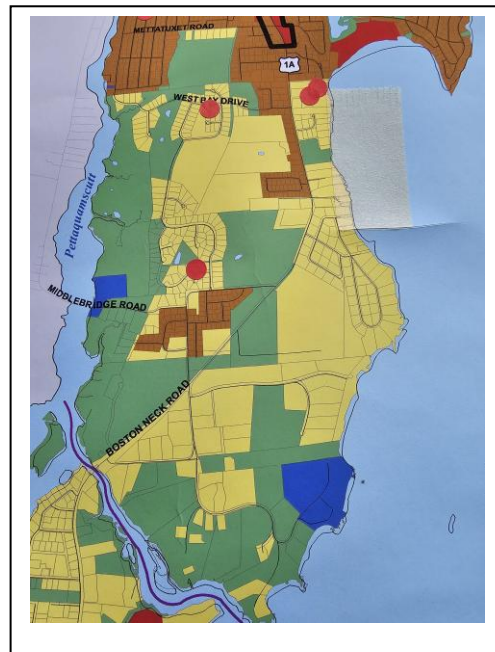 METTATUXET ROAD
1A
WEST BAY DRIVE
Pettaquamscutt
MIDDLEBRIDGE ROAD
BOSTON NECK ROAD